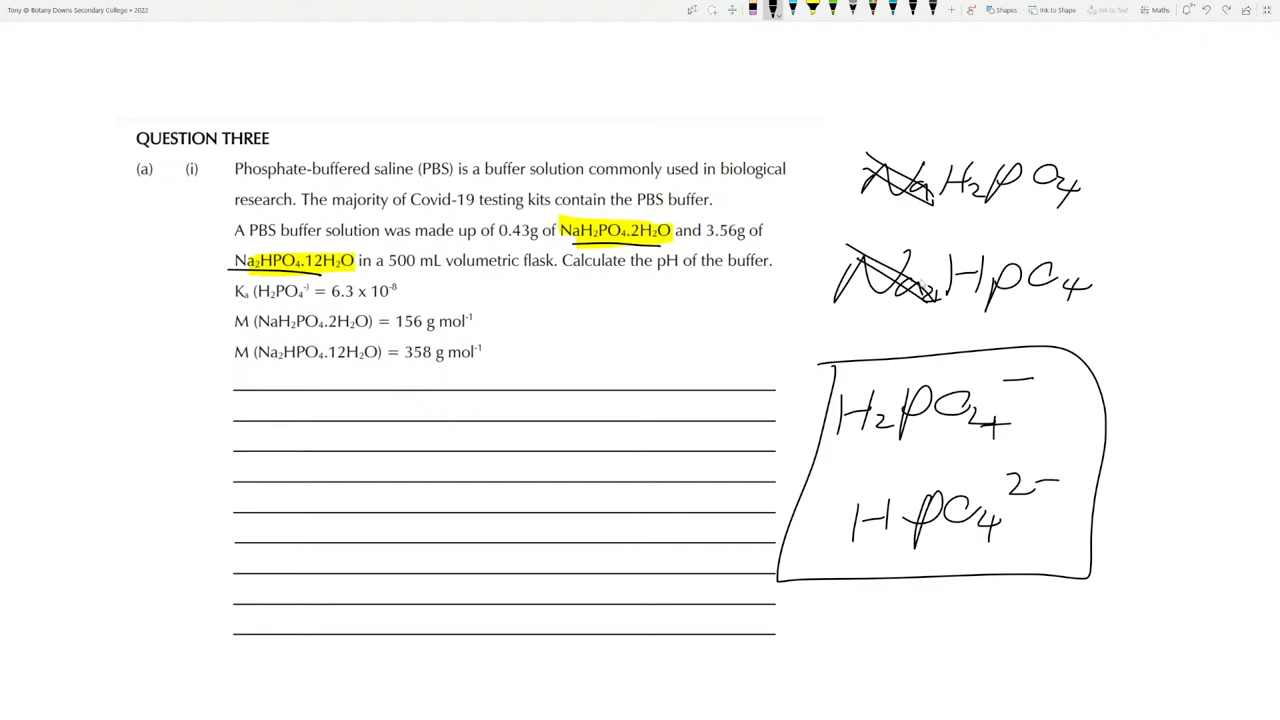 Tony @ Botany Downs Secondary College • 2022
Shapes
Ink to Shape
Ink to Text
Maths
QUESTION THREE
(a) (i) Phosphate-buffered saline (PBS) is a buffer solution commonly used in biological
research. The majority of Covid-19 testing kits contain the PBS buffer.
A PBS buffer solution was made up of 0.43g of NaH₂PO₄.2H₂O and 3.56g of
Na₂HPO₄.12H₂O in a 500 mL volumetric flask. Calculate the pH of the buffer.
Kₐ (H₂PO₄⁻) = 6.3 x 10⁻⁸
M (NaH₂PO₄.2H₂O) = 156 g mol⁻¹
M (Na₂HPO₄.12H₂O) = 358 g mol⁻¹
Na H₂PO₄
Na₂ HPO₄
H₂PO₄⁻
HPO₄²⁻